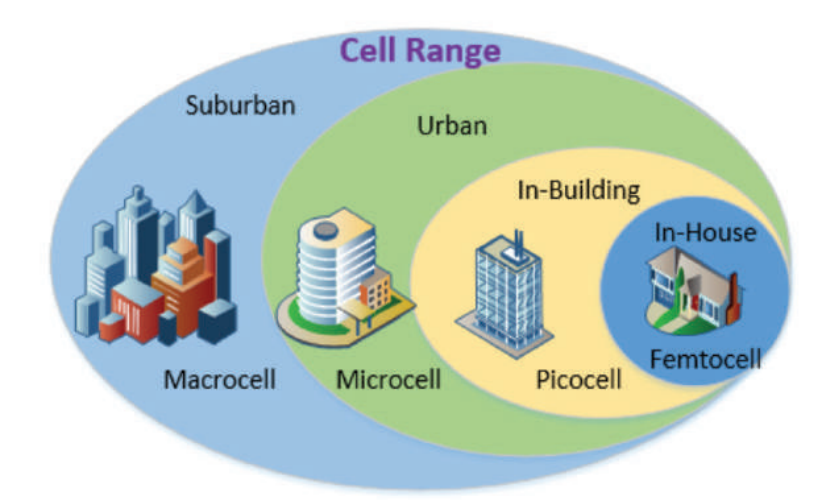 Cell Range
Suburban
Urban
In-Building
In-House
Macrocell
Microcell
Picocell
Femtocell